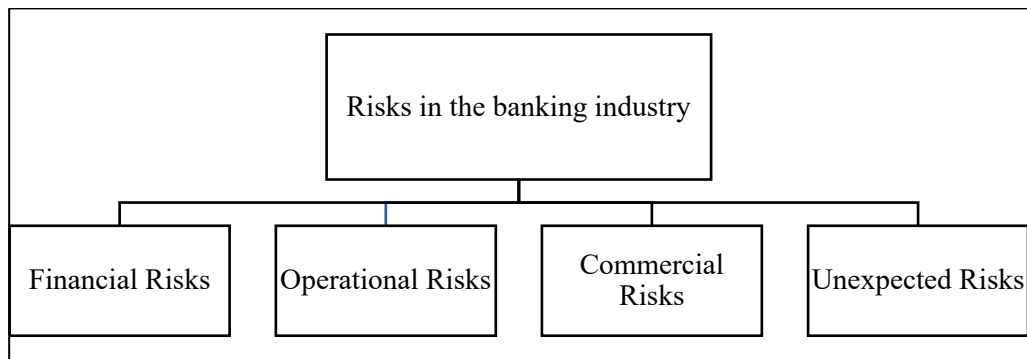 Risks in the banking industry
Financial Risks
Operational Risks
Commercial
Risks
Unexpected Risks